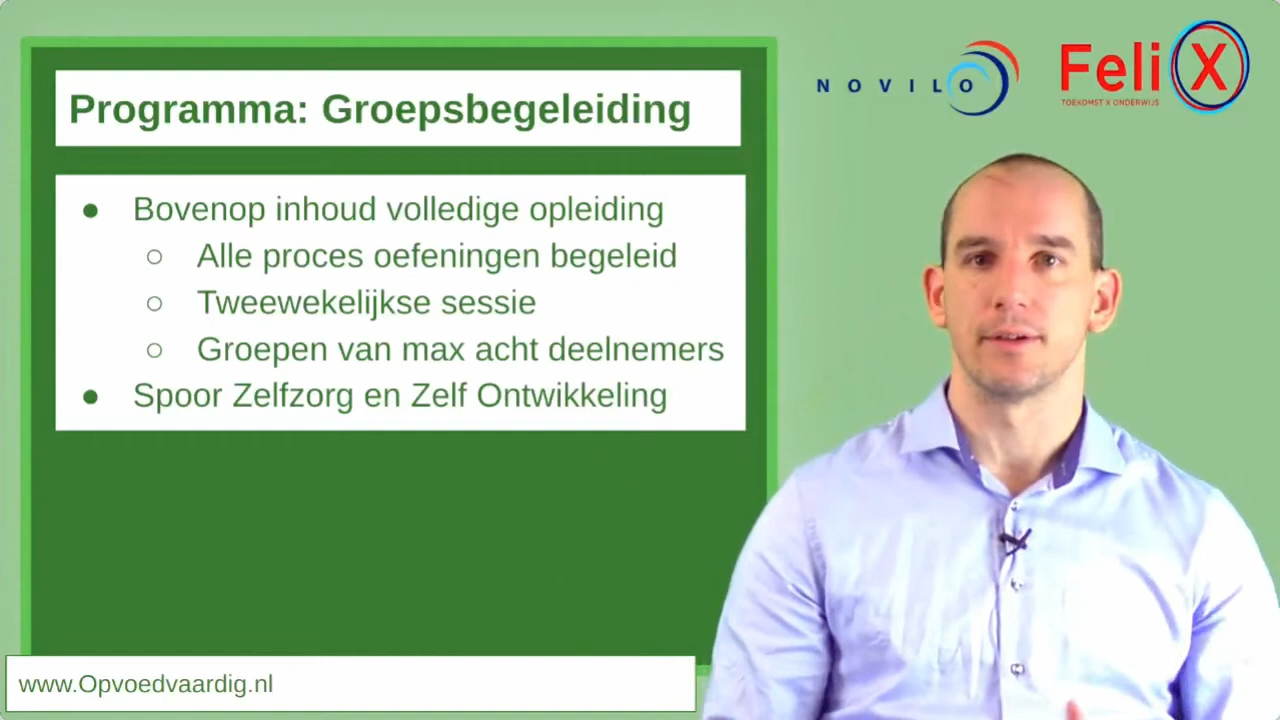 Programma: Groepsbegeleiding
NOVILO
FeliX
TOEKOMST X ONDERWIJS
● Bovenop inhoud volledige opleiding
○ Alle proces oefeningen begeleid
○ Tweewekelijkse sessie
○ Groepen van max acht deelnemers
● Spoor Zelfzorg en Zelf Ontwikkeling
www.Opvoedvaardig.nl